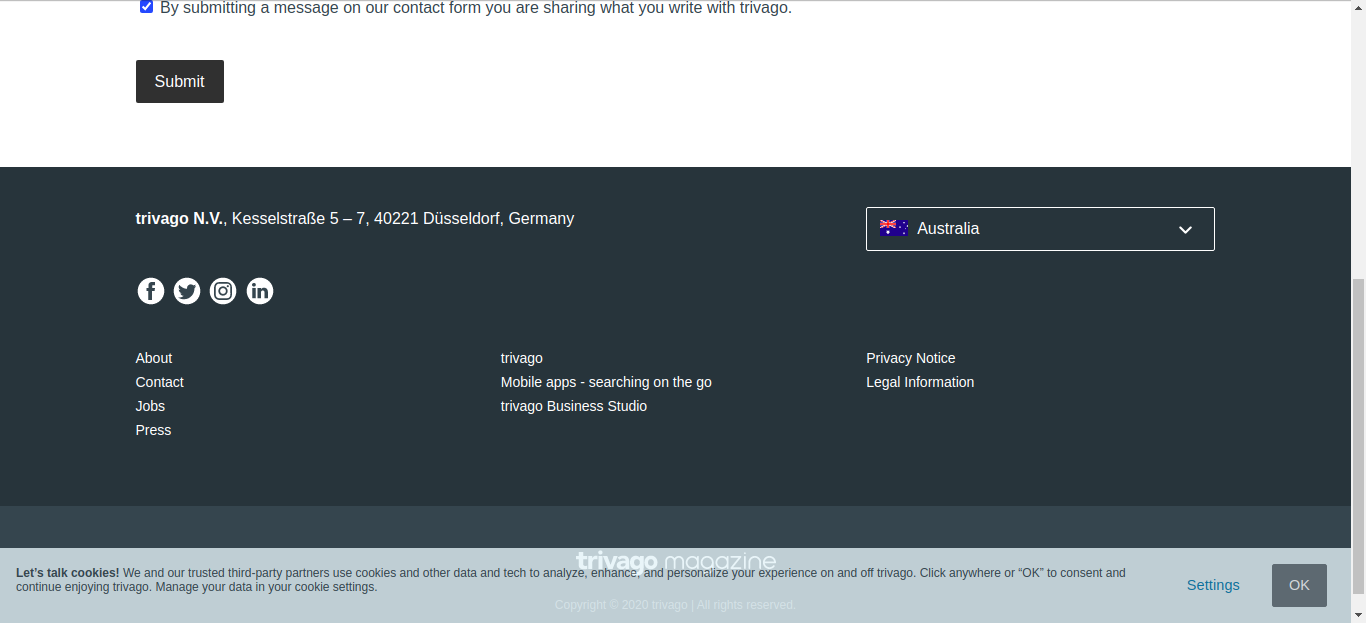 By submitting a message on our contact form you are sharing what you write with trivago.
Submit
trivago N.V., Kesselstraße 5 – 7, 40221 Düsseldorf, Germany
Australia
About
Contact
Jobs
Press
trivago
Mobile apps - searching on the go
trivago Business Studio
Privacy Notice
Legal Information
trivago magazine
Let's talk cookies! We and our trusted third-party partners use cookies and other data and tech to analyze, enhance, and personalize your experience on and off trivago. Click anywhere or “OK” to consent and
continue enjoying trivago. Manage your data in your cookie settings.
Settings
OK
Copyright © 2020 trivago | All rights reserved.